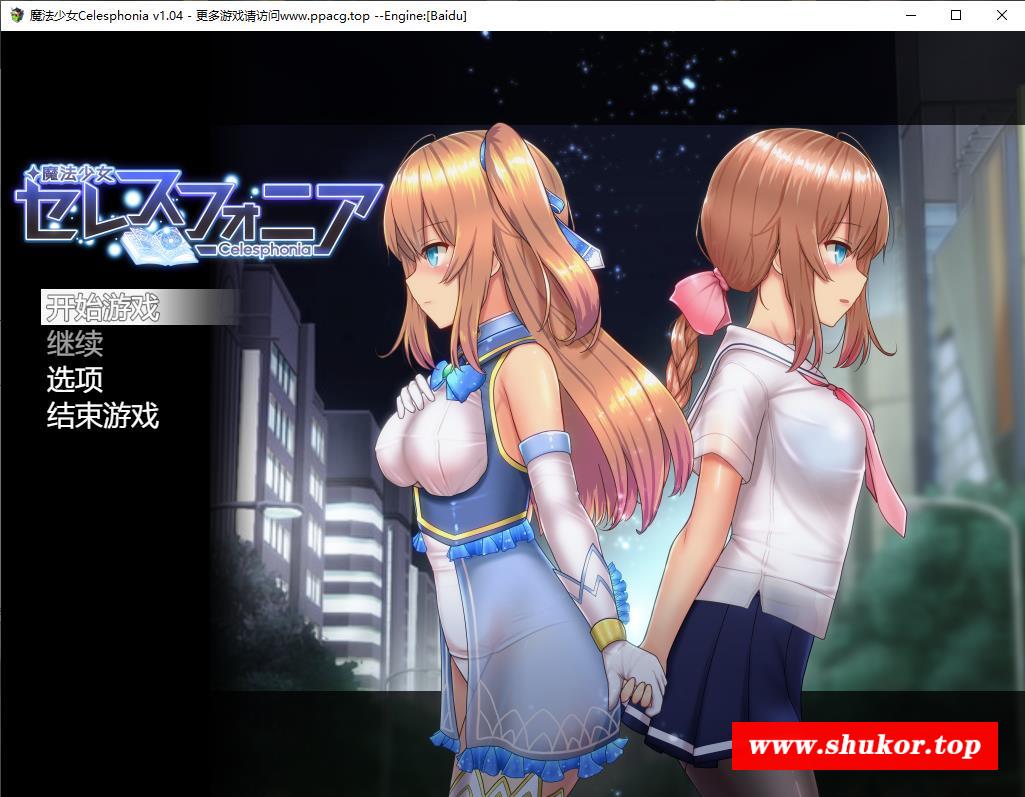 魔法少女Celesphonia v1.04 - 更多游戏请访问www.ppacg.top --Engine:[Baidu]
魔法少女
セレスフォニア
Celesphonia
开始游戏
继续
选项
结束游戏
www.shukor.top